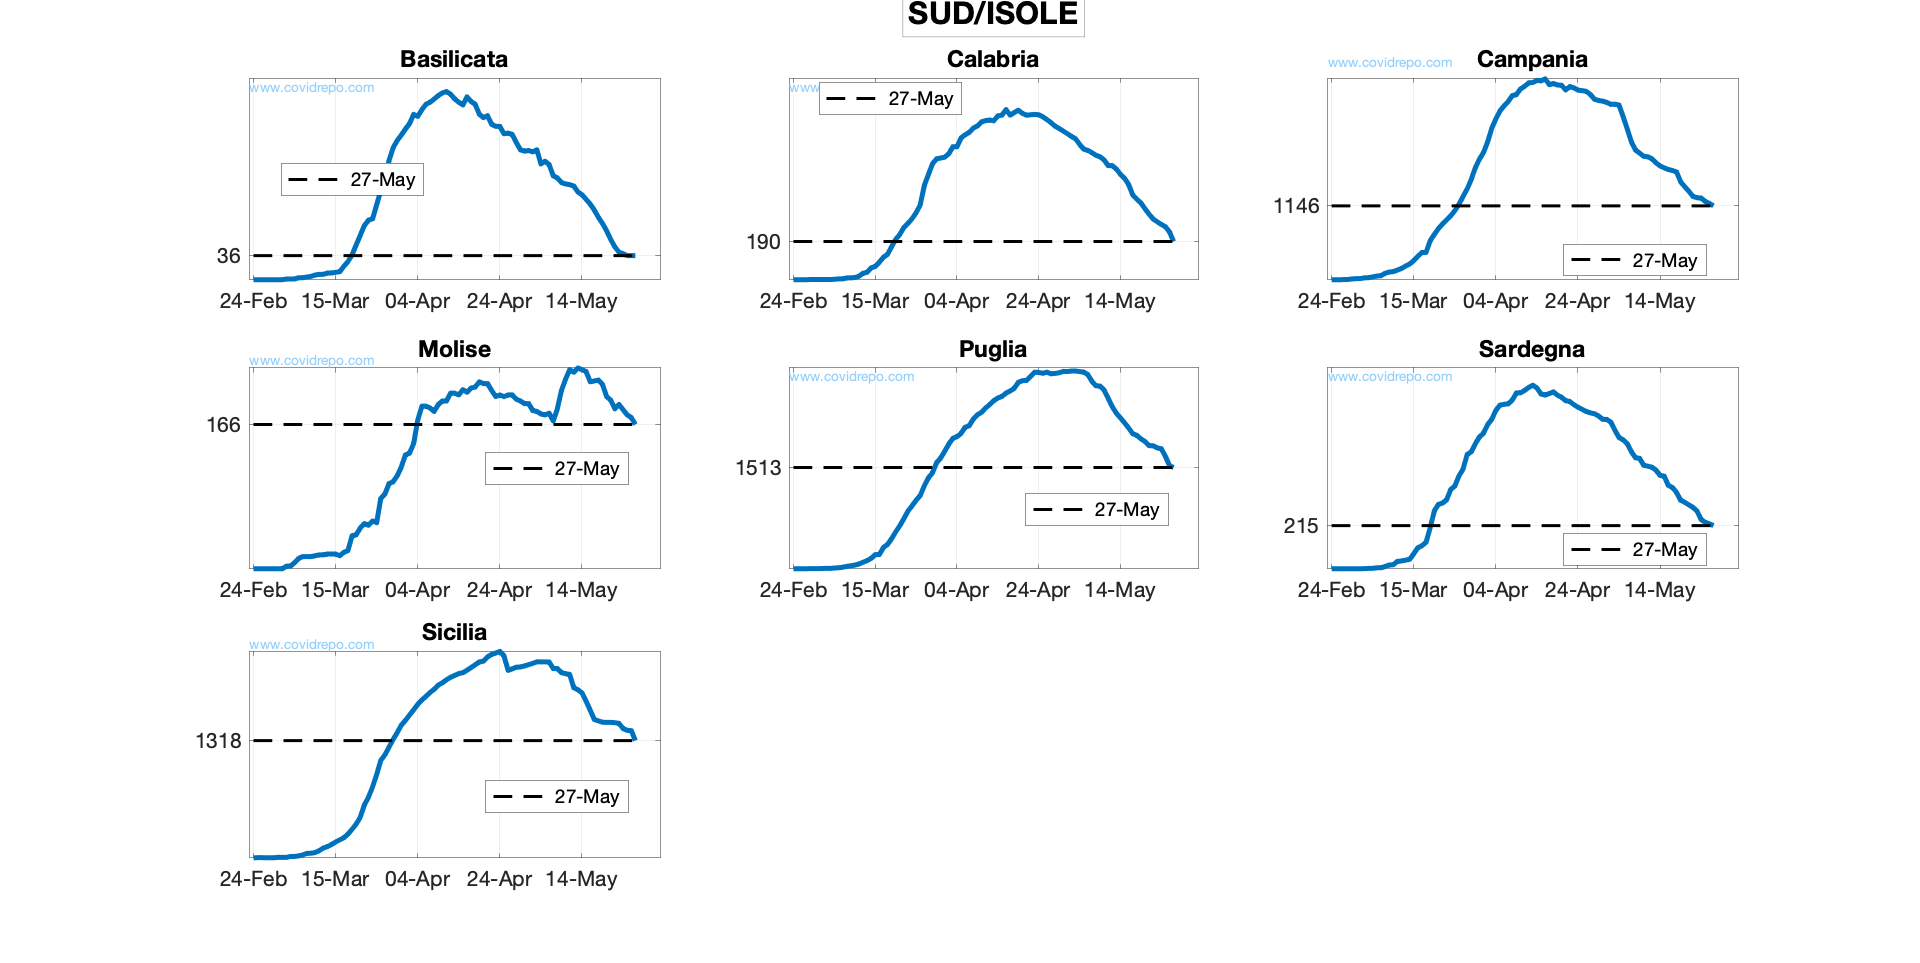 SUD/ISOLE
Basilicata
www.covidrepo.com
27-May
36
24-Feb 15-Mar 04-Apr 24-Apr 14-May
Calabria
www
27-May
190
24-Feb 15-Mar 04-Apr 24-Apr 14-May
Campania
www.covidrepo.com
1146
27-May
24-Feb 15-Mar 04-Apr 24-Apr 14-May
Molise
www.covidrepo.com
166
27-May
24-Feb 15-Mar 04-Apr 24-Apr 14-May
Puglia
www.covidrepo.com
1513
27-May
24-Feb 15-Mar 04-Apr 24-Apr 14-May
Sardegna
www.covidrepo.com
215
27-May
24-Feb 15-Mar 04-Apr 24-Apr 14-May
Sicilia
www.covidrepo.com
1318
27-May
24-Feb 15-Mar 04-Apr 24-Apr 14-May